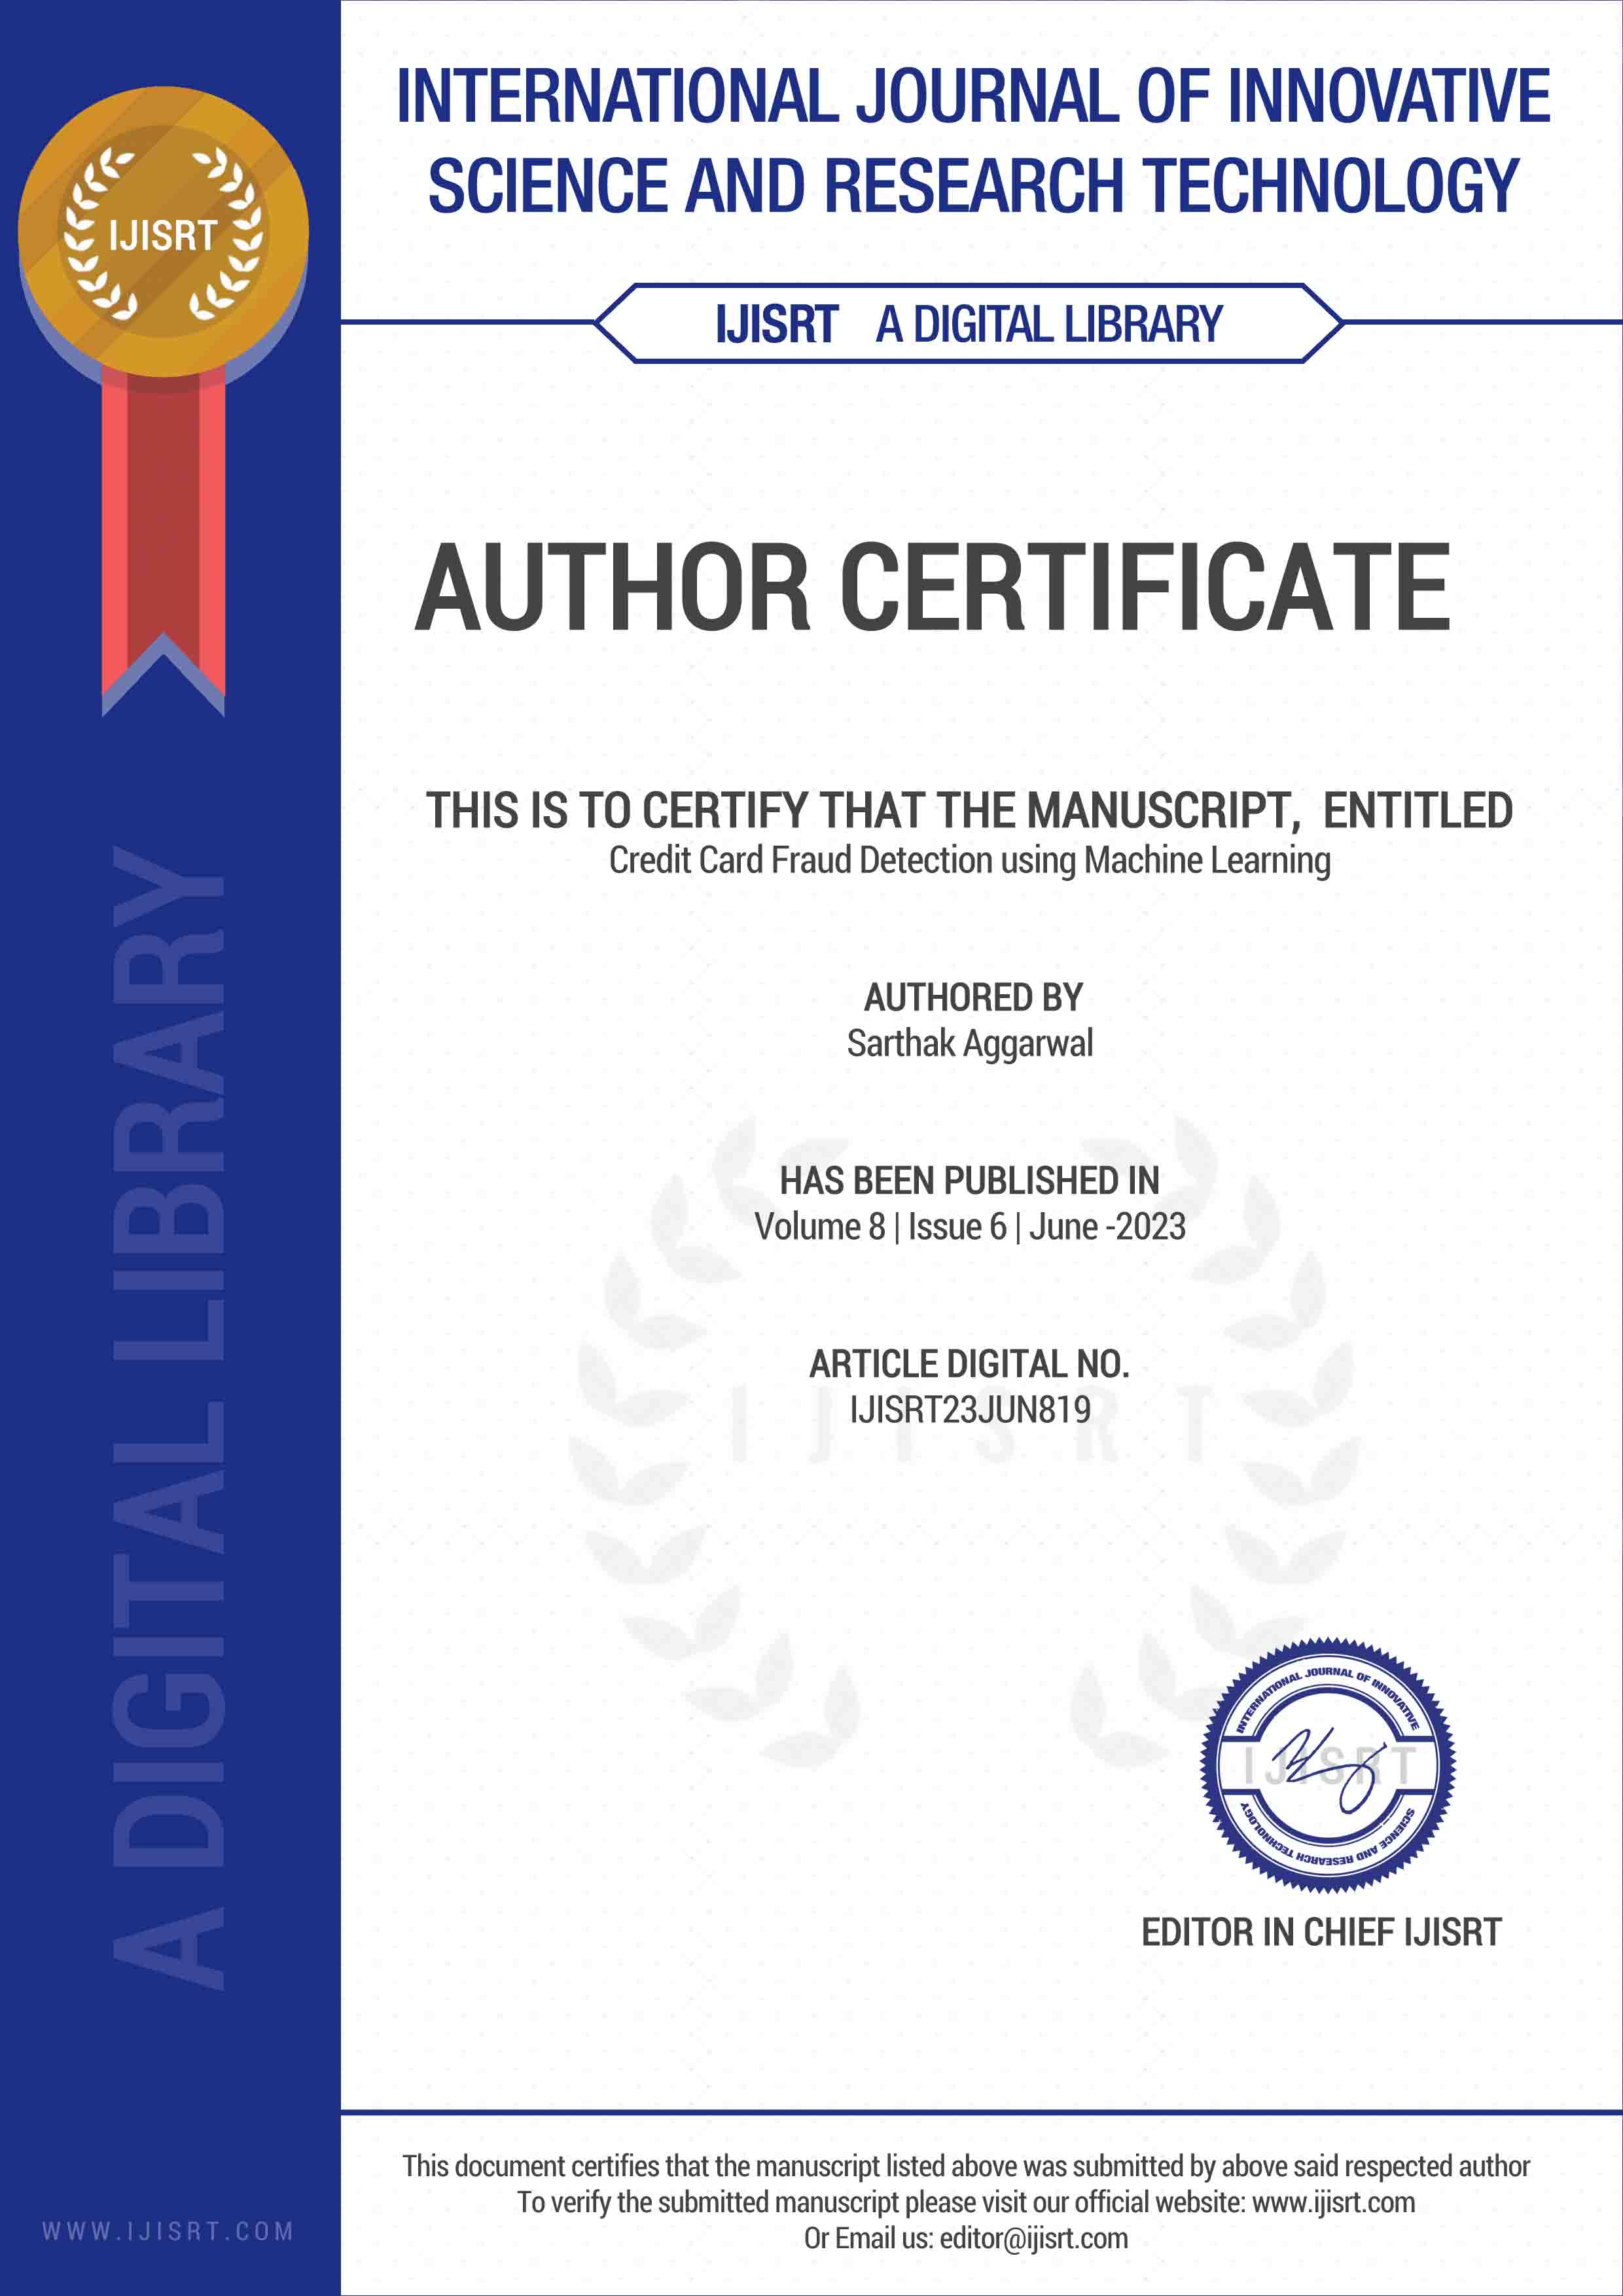 INTERNATIONAL JOURNAL OF INNOVATIVE
SCIENCE AND RESEARCH TECHNOLOGY
IJISRT
IJISRT A DIGITAL LIBRARY
AUTHOR CERTIFICATE
THIS IS TO CERTIFY THAT THE MANUSCRIPT, ENTITLED
Credit Card Fraud Detection using Machine Learning
AUTHORED BY
Sarthak Aggarwal
HAS BEEN PUBLISHED IN
Volume 8 | Issue 6 | June -2023
ARTICLE DIGITAL NO.
IJISRT23JUN819
IJISRT
A DIGITAL LIBRARY
INTERNATIONAL JOURNAL OF INNOVATIVE
IJISRT
SCIENCE AND RESEARCH TECHNOLOGY
EDITOR IN CHIEF IJISRT
This document certifies that the manuscript listed above was submitted by above said respected author
To verify the submitted manuscript please visit our official website: www.ijisrt.com
Or Email us: editor@ijisrt.com
WWW.IJISRT.COM